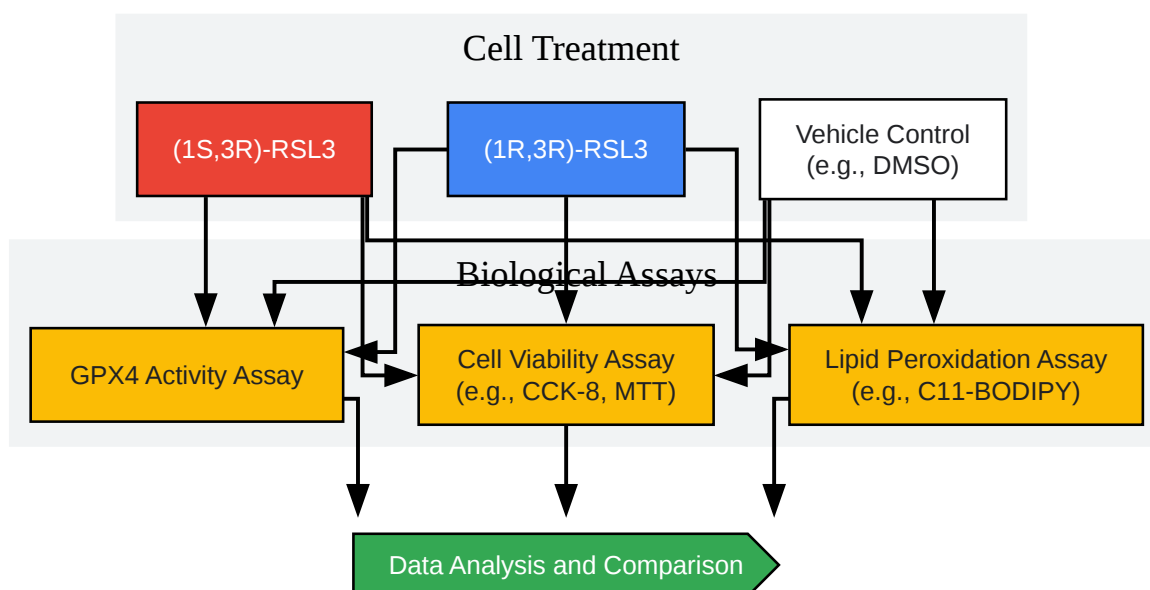 Cell Treatment
(1S,3R)-RSL3
(1R,3R)-RSL3
Vehicle Control
(e.g., DMSO)
Biological Assays
GPX4 Activity Assay
Cell Viability Assay
(e.g., CCK-8, MTT)
Lipid Peroxidation Assay
(e.g., C11-BODIPY)
Data Analysis and Comparison